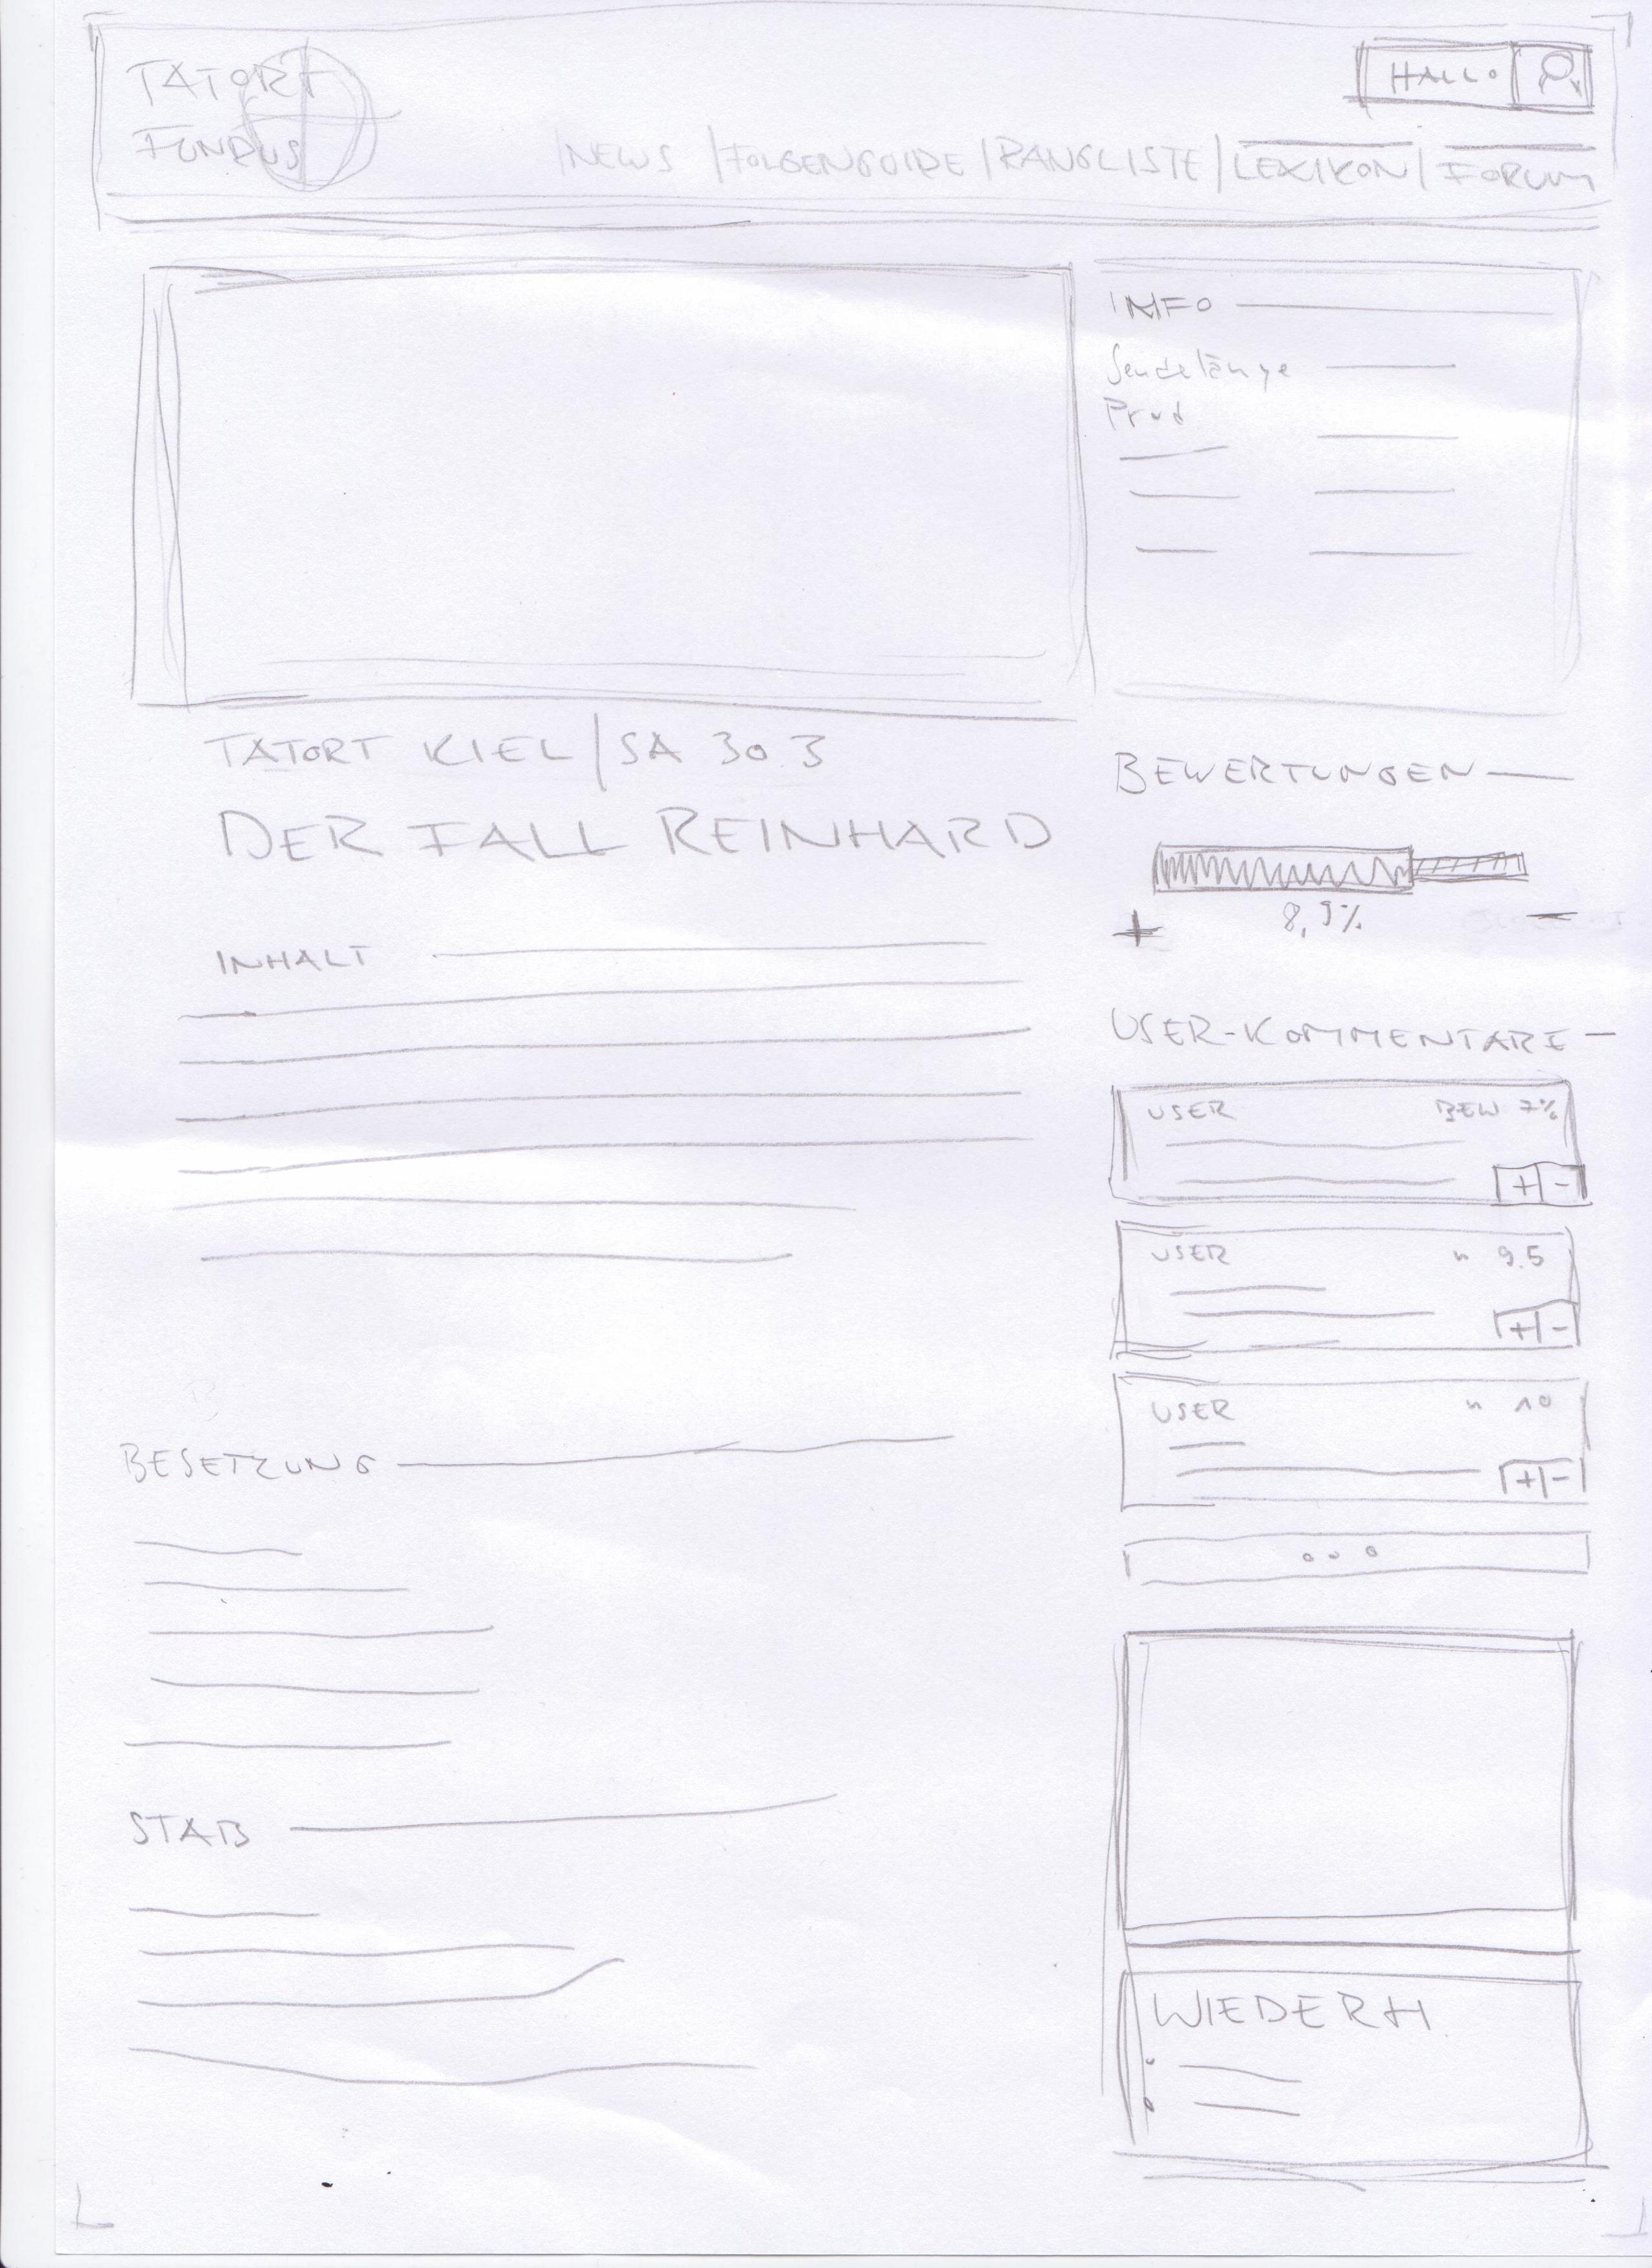 TATORT
FUNDUS
HALLO
|NEWS |FOLGENGUIDE|RANGLISTE|LEXIKON|FORUM
INFO
Sendelänge
Prod
TATORT KIEL|SA 30.3
DER FALL REINHARD
INHALT
BESETZUNG
STAB
BEWERTUNGEN
8,9%
+ -
USER-KOMMENTARE
USER BEW 7%
+|-
USER " 9.5
+|-
USER " 10
+|-
...
WIEDERH.